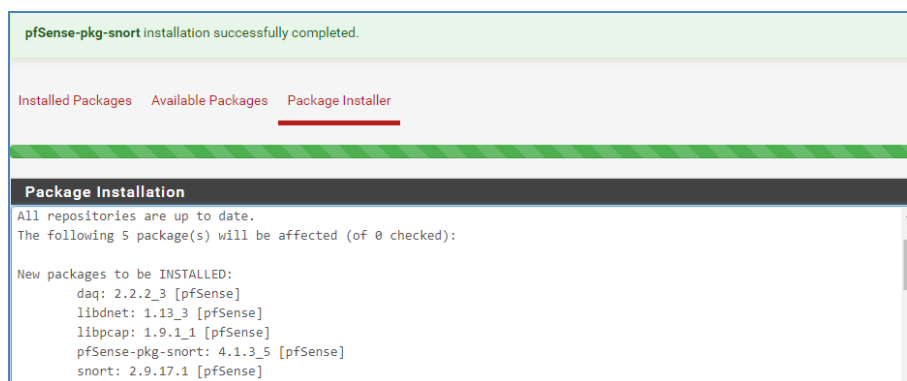 pfSense-pkg-snort installation successfully completed.
Installed Packages Available Packages Package Installer
Package Installation
All repositories are up to date.
The following 5 package(s) will be affected (of 0 checked):
New packages to be INSTALLED:
daq: 2.2.2_3 [pfSense]
libdnet: 1.13_3 [pfSense]
libpcap: 1.9.1_1 [pfSense]
pfSense-pkg-snort: 4.1.3_5 [pfSense]
snort: 2.9.17.1 [pfSense]